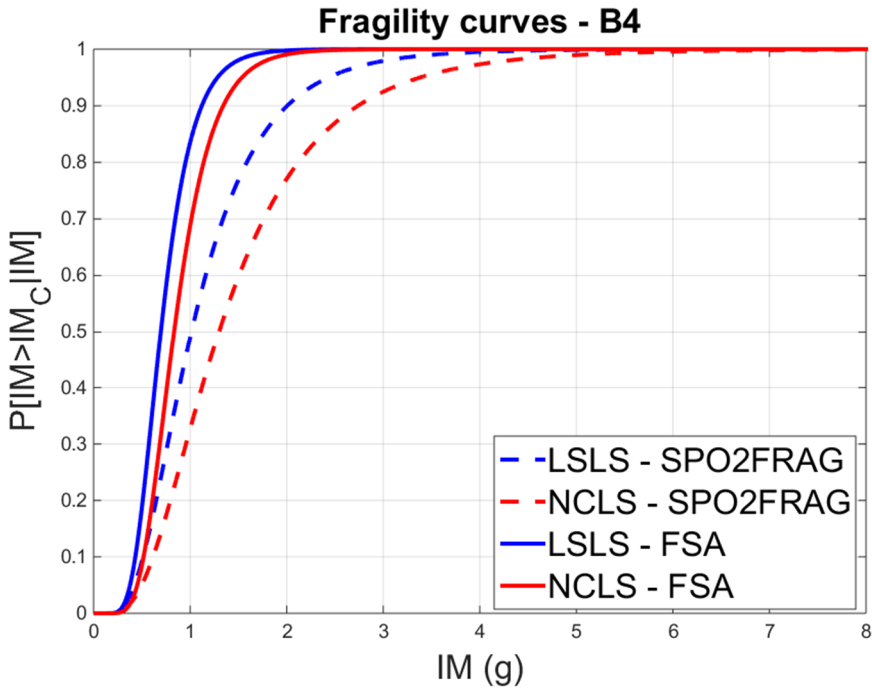 Fragility curves - B4
1
0.9
0.8
0.7
0.6
0.5
0.4
0.3
0.2
0.1
0
P[IM>IM_C|IM]
LSLS - SPO2FRAG
NCLS - SPO2FRAG
LSLS - FSA
NCLS - FSA
0 1 2 3 4 5 6 7 8
IM (g)